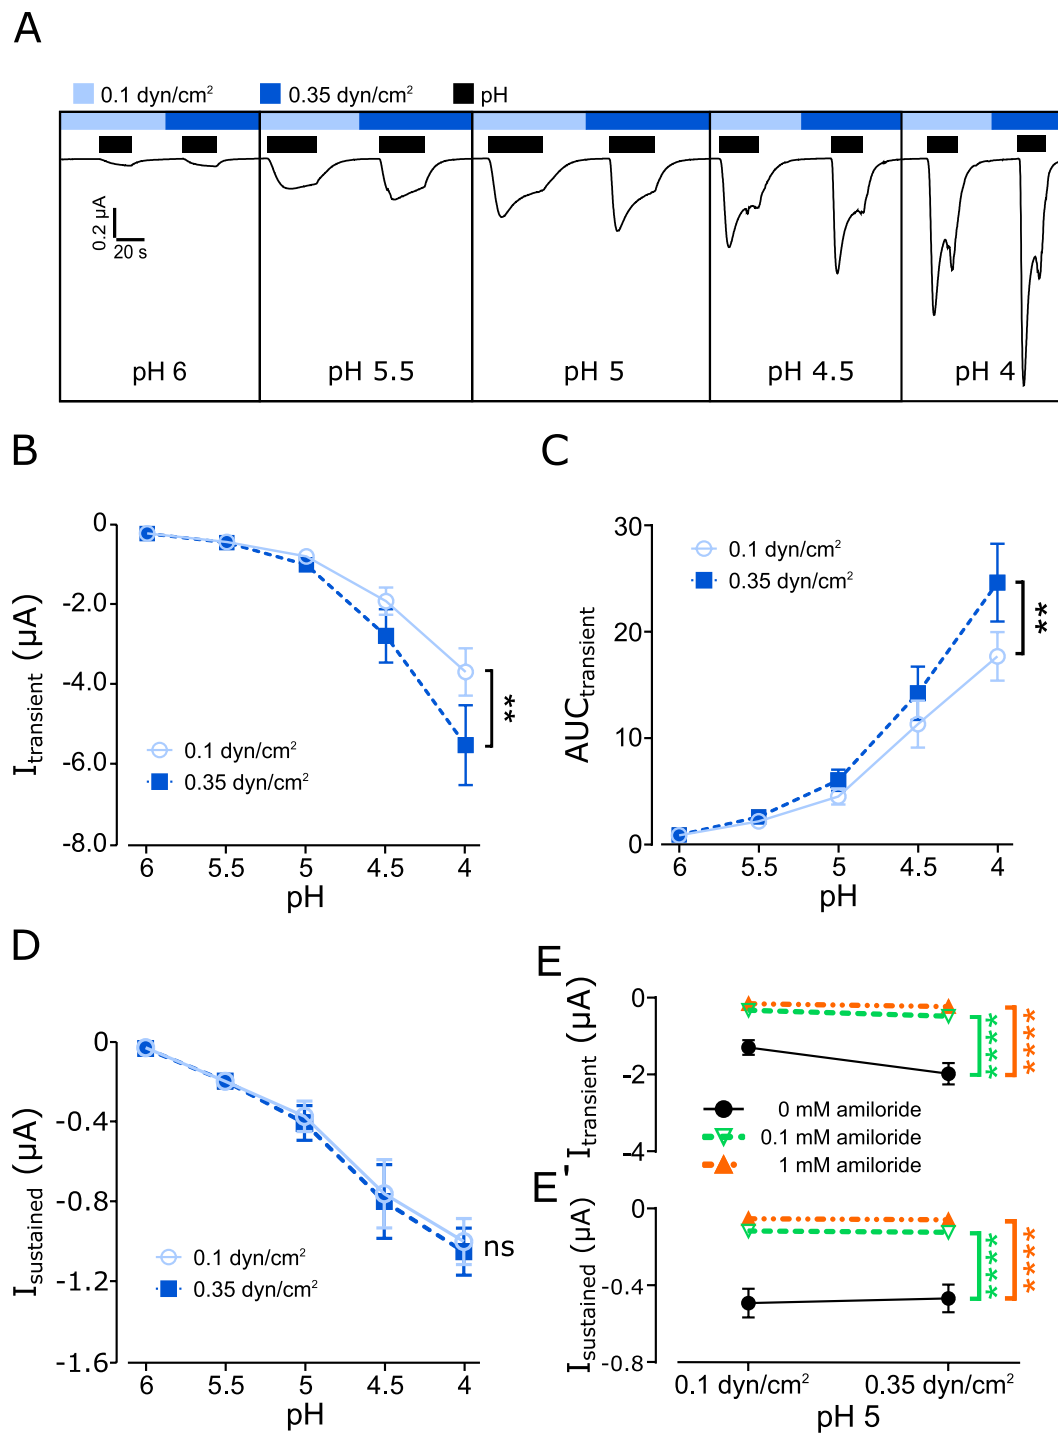 A
0.1 dyn/cm² 0.35 dyn/cm² pH
0.2 µA
20 s
pH 6 pH 5.5 pH 5 pH 4.5 pH 4
B
I transient (µA)
0
-2.0
-4.0
-6.0
-8.0
**
0.1 dyn/cm²
0.35 dyn/cm²
6 5.5 5 4.5 4
pH
C
AUC transient
30
20
10
0
0.1 dyn/cm²
0.35 dyn/cm²
**
6 5.5 5 4.5 4
pH
D
I sustained (µA)
0
-0.4
-0.8
-1.2
-1.6
ns
0.1 dyn/cm²
0.35 dyn/cm²
6 5.5 5 4.5 4
pH
E
I transient (µA)
0
-2
-4
****
****
0 mM amiloride
0.1 mM amiloride
1 mM amiloride
E'
I sustained (µA)
0
-0.4
-0.8
****
****
0.1 dyn/cm² 0.35 dyn/cm²
pH 5